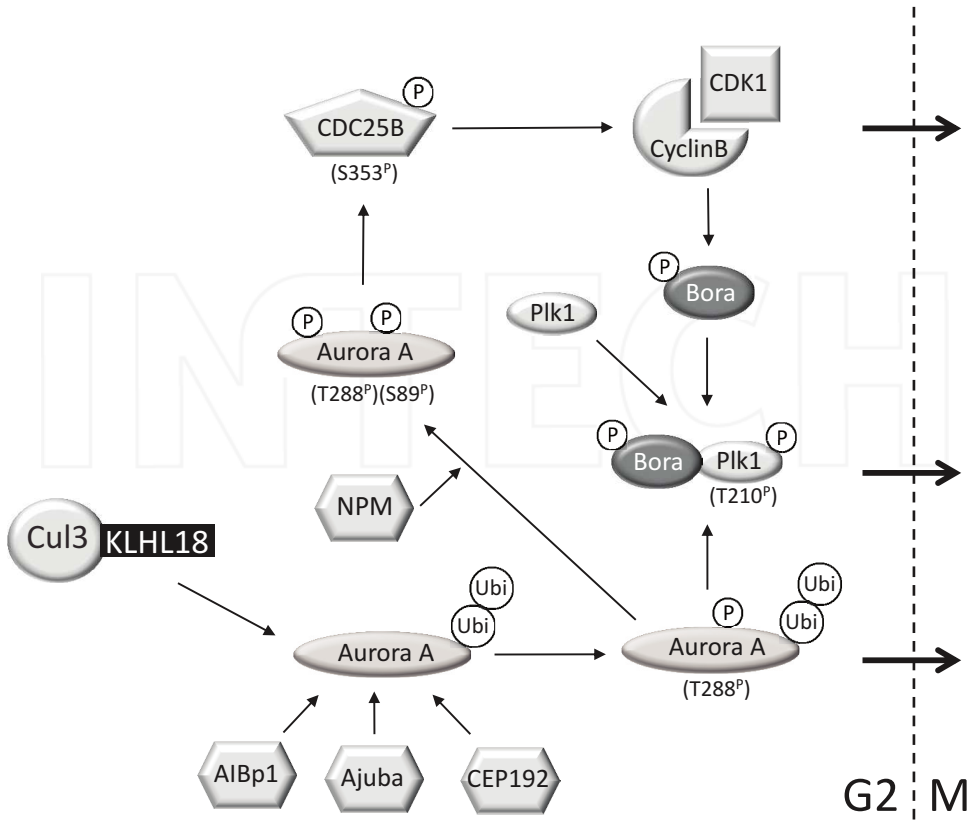 P
CDK1
CDC25B
CyclinB
(S353ᴾ)
P
Bora
Plk1
P
P
Aurora A
(T288ᴾ)(S89ᴾ)
P
P
Bora
Plk1
(T210ᴾ)
NPM
Cul3
KLHL18
Ubi
Ubi
Aurora A
P
Ubi
Ubi
Aurora A
(T288ᴾ)
AIBp1
Ajuba
CEP192
G2
M
INTECH